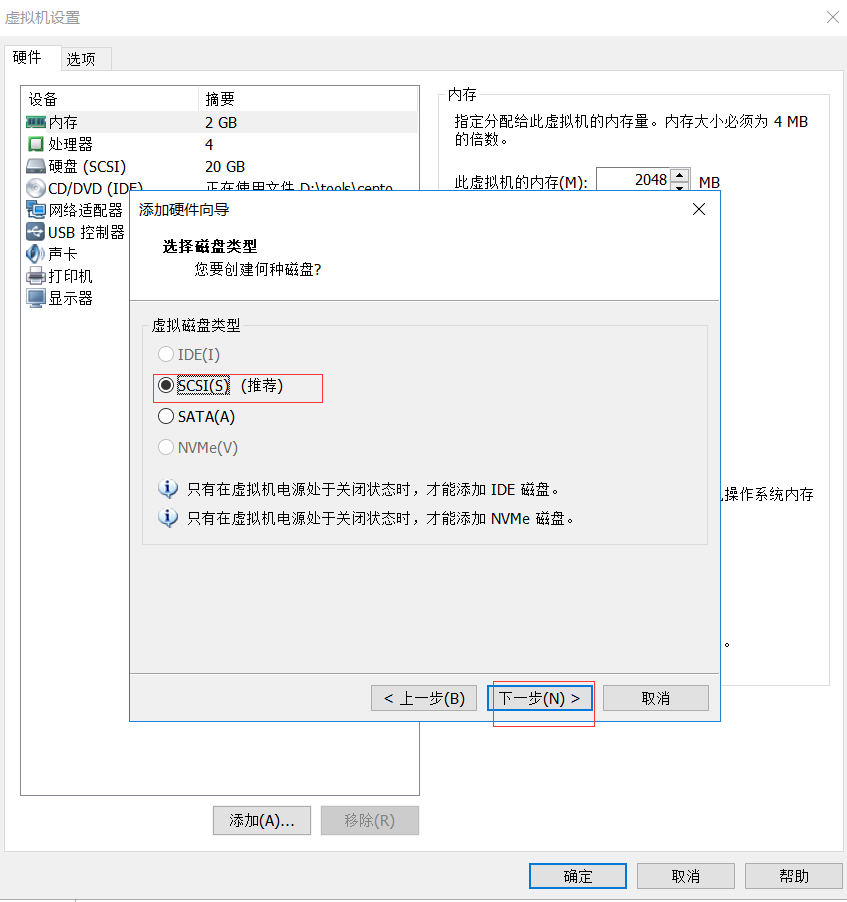 虚拟机设置
硬件 选项
设备 摘要
内存 2 GB
处理器 4
硬盘 (SCSI) 20 GB
CD/DVD (IDE) 正在使用文件 D:\tools\cento
网络适配器
USB 控制器
声卡
打印机
显示器
内存
指定分配给此虚拟机的内存量。内存大小必须为 4 MB
的倍数。
此虚拟机的内存(M): 2048 MB
添加硬件向导
选择磁盘类型
您要创建何种磁盘?
虚拟磁盘类型
IDE(I)
SCSI(S) (推荐)
SATA(A)
NVMe(V)
只有在虚拟机电源处于关闭状态时，才能添加 IDE 磁盘。
只有在虚拟机电源处于关闭状态时，才能添加 NVMe 磁盘。
操作系统内存
。
< 上一步(B) 下一步(N) > 取消
添加(A)... 移除(R)
确定 取消 帮助